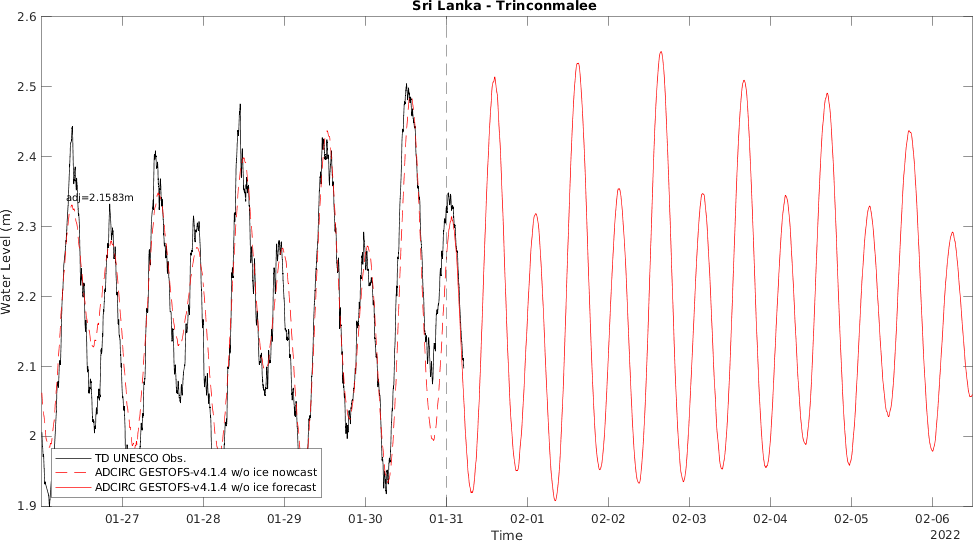 Sri Lanka - Trinconmalee
2.6
2.5
2.4
2.3
2.2
2.1
2
1.9
Water Level (m)
adj=2.1583m
TD UNESCO Obs.
ADCIRC GESTOFS-v4.1.4 w/o ice nowcast
ADCIRC GESTOFS-v4.1.4 w/o ice forecast
01-27 01-28 01-29 01-30 01-31 02-01 02-02 02-03 02-04 02-05 02-06
Time
2022